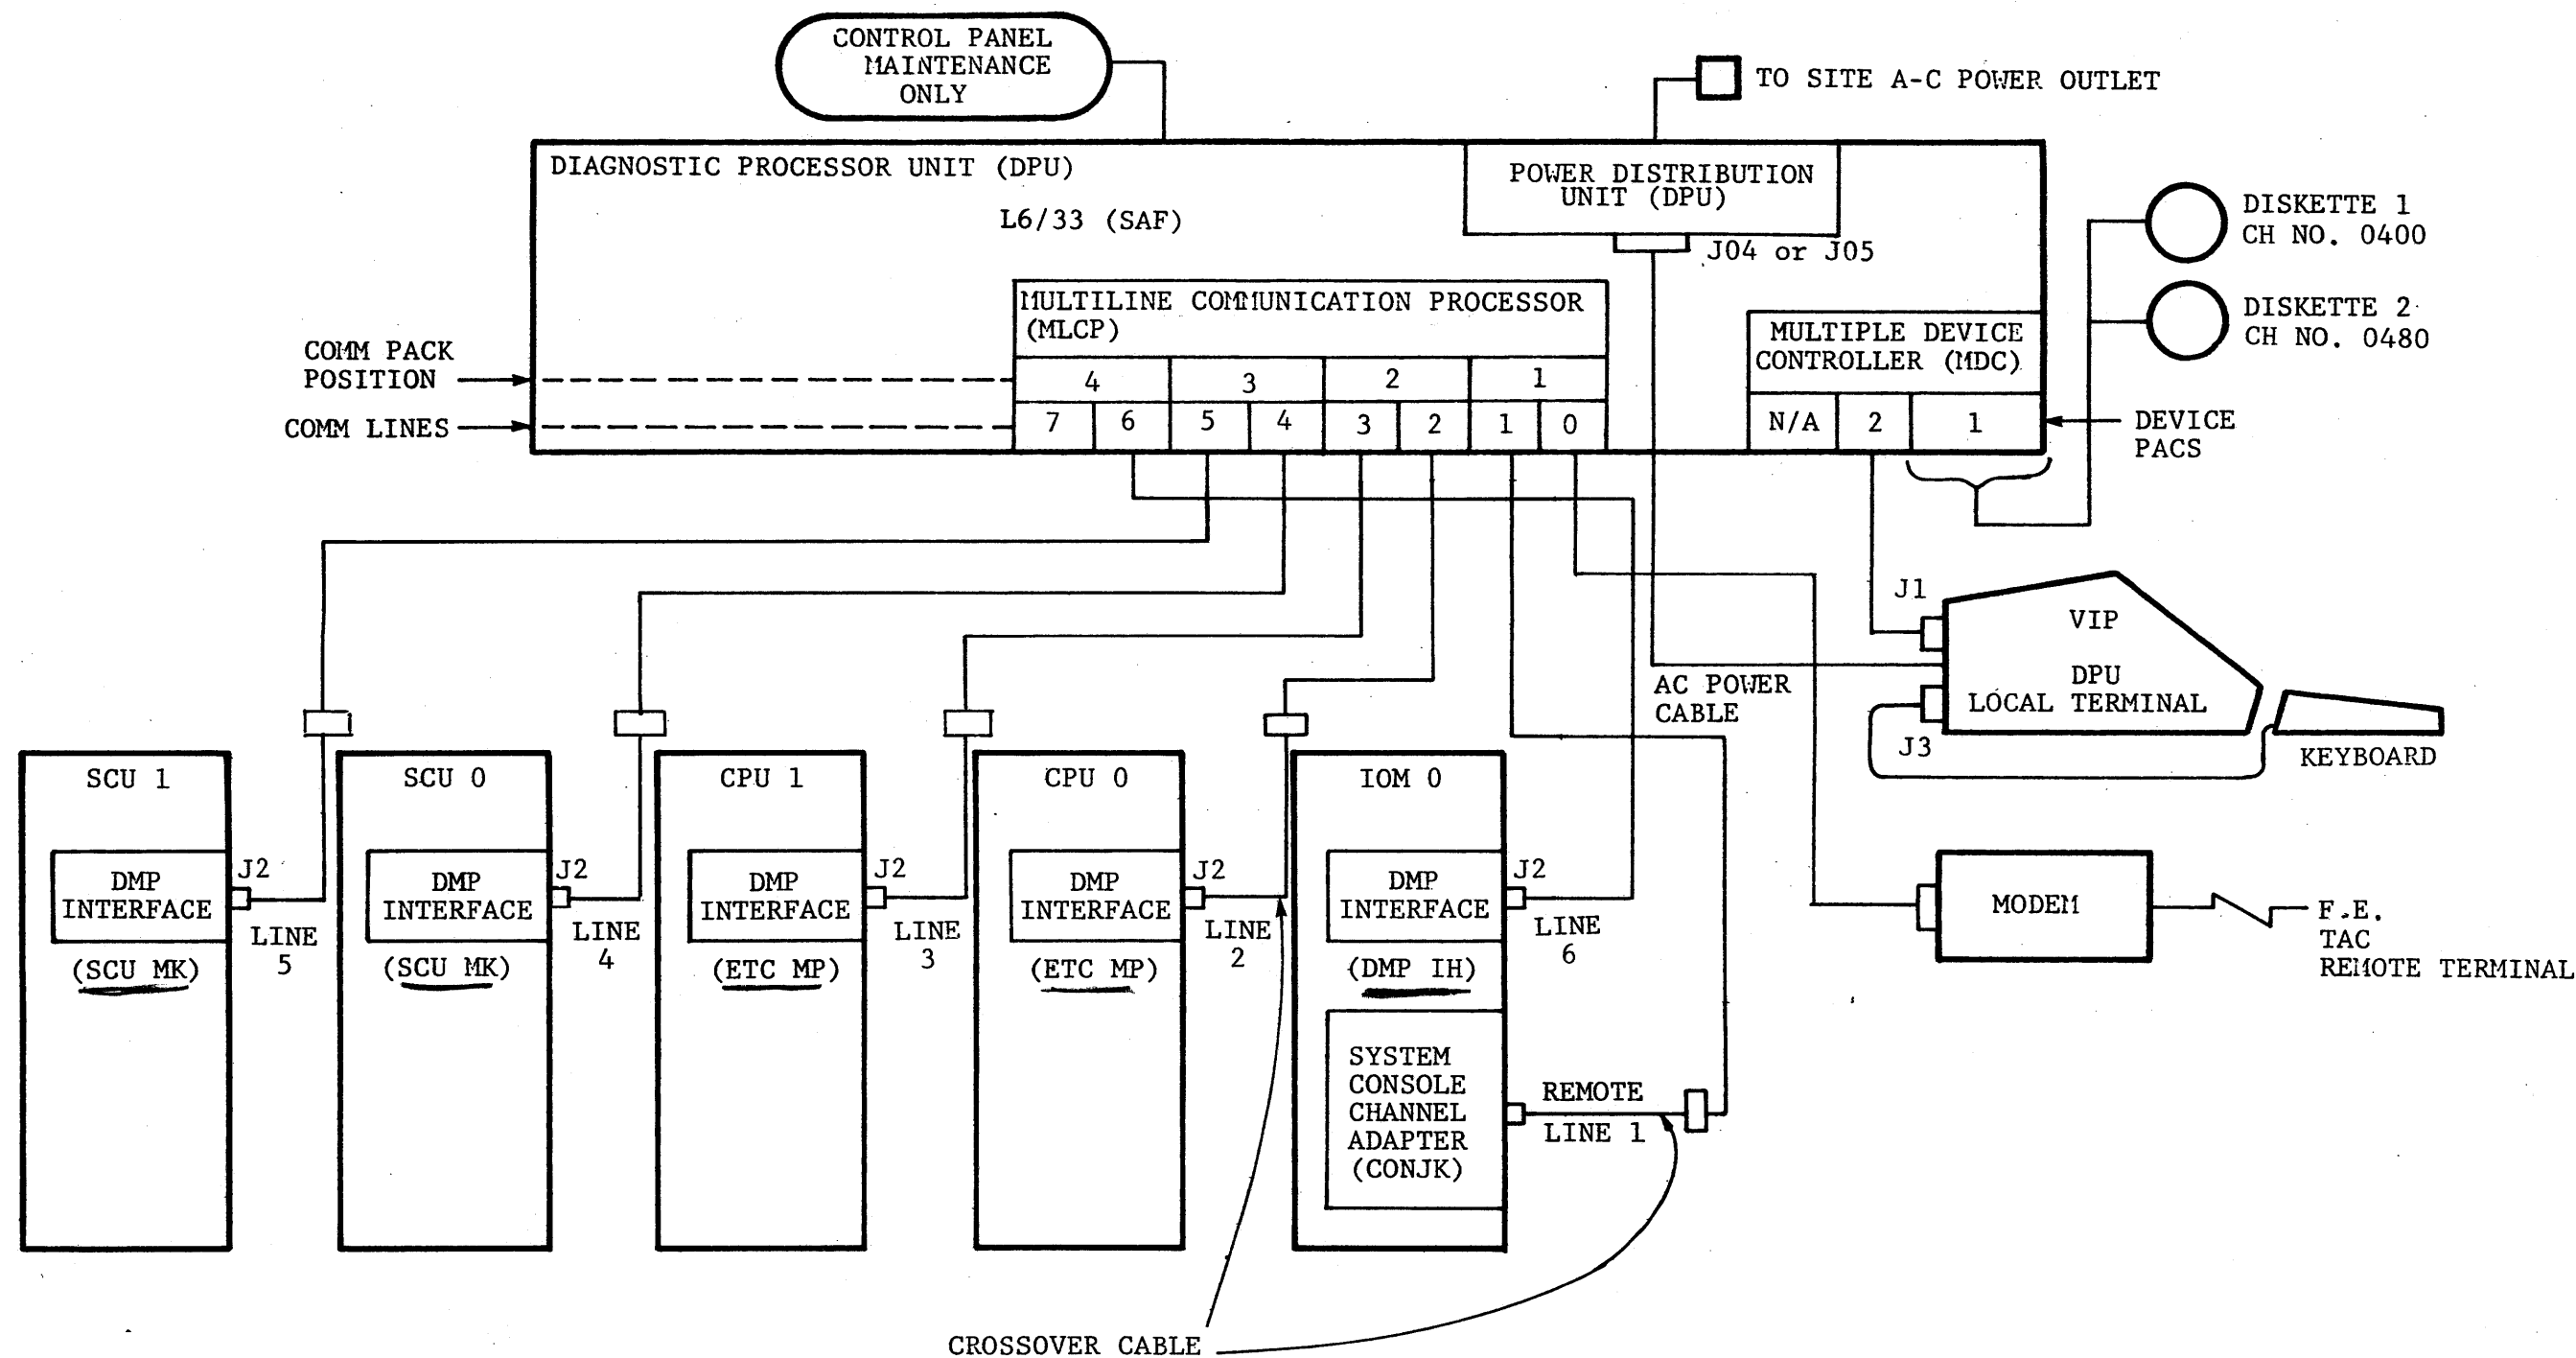 CONTROL PANEL
MAINTENANCE
ONLY
TO SITE A-C POWER OUTLET
DIAGNOSTIC PROCESSOR UNIT (DPU)
L6/33 (SAF)
POWER DISTRIBUTION
UNIT (DPU)
J04 or J05
DISKETTE 1
CH NO. 0400
DISKETTE 2
CH NO. 0480
MULTILINE COMMUNICATION PROCESSOR
(MLCP)
MULTIPLE DEVICE
CONTROLLER (MDC)
COMM PACK
POSITION
4 3 2 1
COMM LINES
7 6 5 4 3 2 1 0
N/A 2 1
DEVICE
PACS
J1
VIP
DPU
LOCAL TERMINAL
AC POWER
CABLE
J3
KEYBOARD
SCU 1
DMP
INTERFACE
J2
LINE
5
(SCU MK)
SCU 0
DMP
INTERFACE
J2
LINE
4
(SCU MK)
CPU 1
DMP
INTERFACE
J2
LINE
3
(ETC MP)
CPU 0
DMP
INTERFACE
J2
LINE
2
(ETC MP)
IOM 0
DMP
INTERFACE
J2
LINE
6
(DMP IH)
SYSTEM
CONSOLE
CHANNEL
ADAPTER
(CONJK)
REMOTE
LINE 1
MODEM
F.E.
TAC
REMOTE TERMINAL
CROSSOVER CABLE